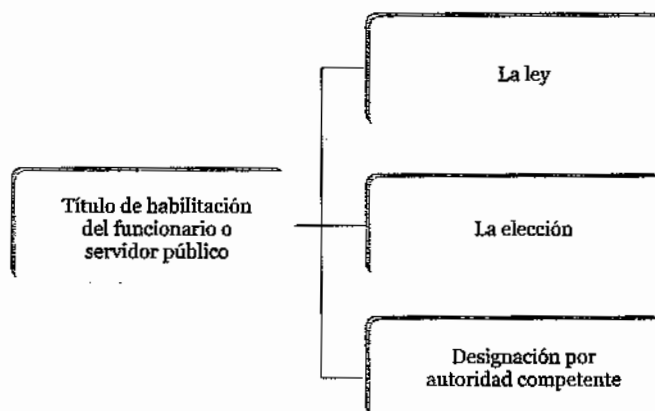 La ley
Título de habilitación
del funcionario o
servidor público
La elección
Designación por
autoridad competente